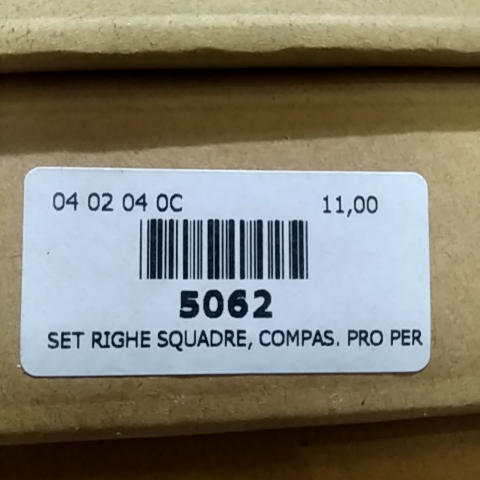 04 02 04 0C 11,00
5062
SET RIGHE SQUADRE, COMPAS. PRO PER